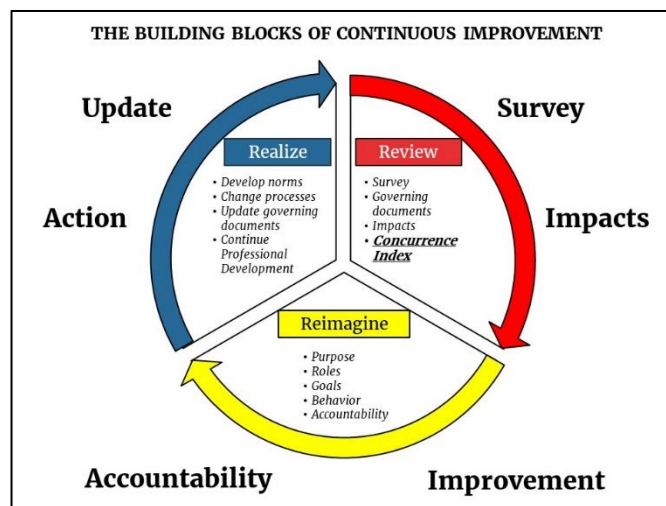 THE BUILDING BLOCKS OF CONTINUOUS IMPROVEMENT
Update
Survey
Realize
Review
• Develop norms
• Change processes
• Update governing
documents
• Continue
Professional
Development
• Survey
• Governing
documents
• Impacts
• Concurrence
Index
Action
Impacts
Reimagine
• Purpose
• Roles
• Goals
• Behavior
• Accountability
Accountability
Improvement